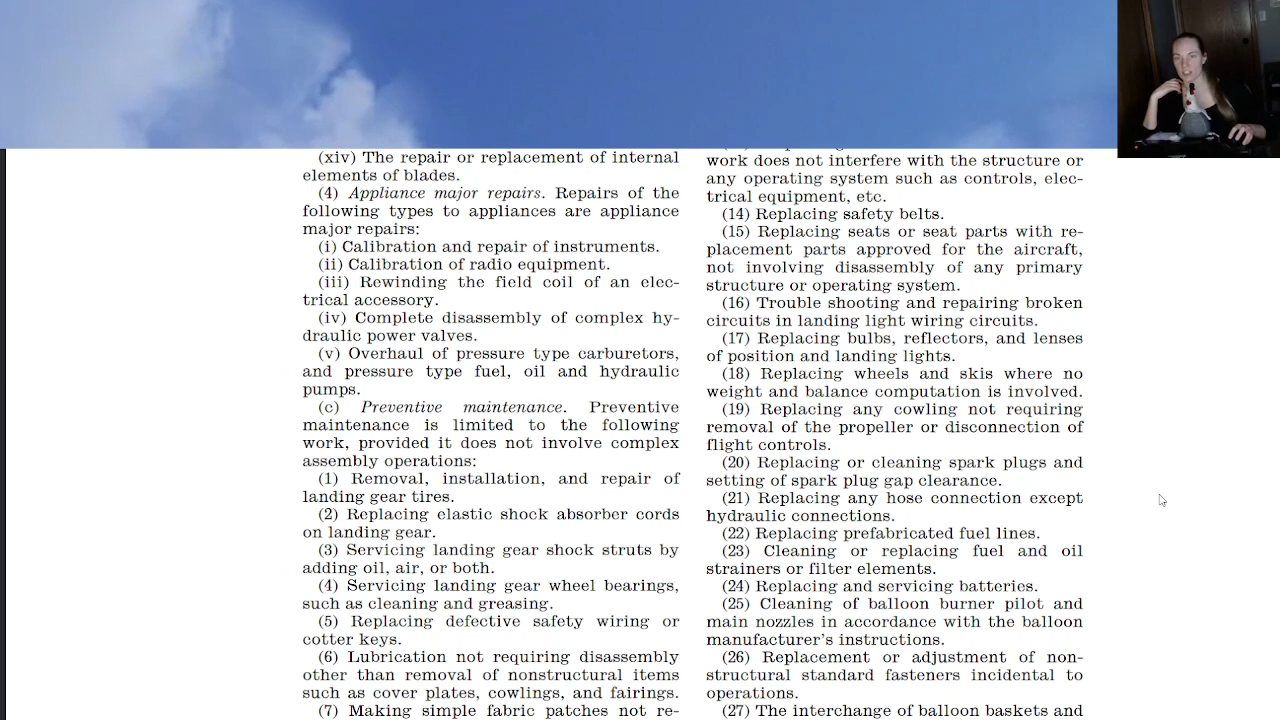 (xiv) The repair or replacement of internal
elements of blades.
(4) Appliance major repairs. Repairs of the
following types to appliances are appliance
major repairs:
(i) Calibration and repair of instruments.
(ii) Calibration of radio equipment.
(iii) Rewinding the field coil of an elec-
trical accessory.
(iv) Complete disassembly of complex hy-
draulic power valves.
(v) Overhaul of pressure type carburetors,
and pressure type fuel, oil and hydraulic
pumps.
(c) Preventive maintenance. Preventive
maintenance is limited to the following
work, provided it does not involve complex
assembly operations:
(1) Removal, installation, and repair of
landing gear tires.
(2) Replacing elastic shock absorber cords
on landing gear.
(3) Servicing landing gear shock struts by
adding oil, air, or both.
(4) Servicing landing gear wheel bearings,
such as cleaning and greasing.
(5) Replacing defective safety wiring or
cotter keys.
(6) Lubrication not requiring disassembly
other than removal of nonstructural items
such as cover plates, cowlings, and fairings.
(7) Making simple fabric patches not re-
work does not interfere with the structure or
any operating system such as controls, elec-
trical equipment, etc.
(14) Replacing safety belts.
(15) Replacing seats or seat parts with re-
placement parts approved for the aircraft,
not involving disassembly of any primary
structure or operating system.
(16) Trouble shooting and repairing broken
circuits in landing light wiring circuits.
(17) Replacing bulbs, reflectors, and lenses
of position and landing lights.
(18) Replacing wheels and skis where no
weight and balance computation is involved.
(19) Replacing any cowling not requiring
removal of the propeller or disconnection of
flight controls.
(20) Replacing or cleaning spark plugs and
setting of spark plug gap clearance.
(21) Replacing any hose connection except
hydraulic connections.
(22) Replacing prefabricated fuel lines.
(23) Cleaning or replacing fuel and oil
strainers or filter elements.
(24) Replacing and servicing batteries.
(25) Cleaning of balloon burner pilot and
main nozzles in accordance with the balloon
manufacturer's instructions.
(26) Replacement or adjustment of non-
structural standard fasteners incidental to
operations.
(27) The interchange of balloon baskets and